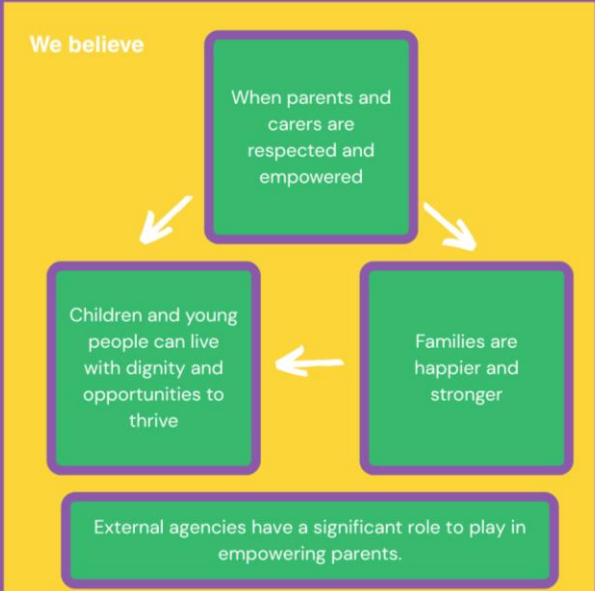 We believe
When parents and
carers are
respected and
empowered
Children and young
people can live
with dignity and
opportunities to
thrive
Families are
happier and
stronger
External agencies have a significant role to play in
empowering parents.